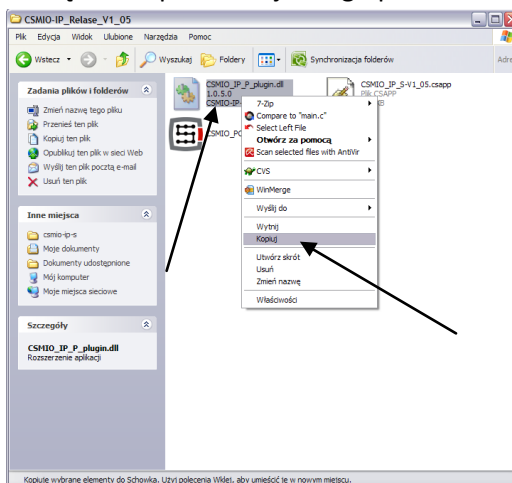 CSMIO-IP_Relase_V1_05
Plik Edycja Widok Ulubione Narzędzia Pomoc
Wstecz Wyszukaj Foldery Synchronizacja folderów Adre
Zadania plików i folderów
Zmień nazwę tego pliku
Przenieś ten plik
Kopiuj ten plik
Opublikuj ten plik w sieci Web
Wyślij ten plik pocztą e-mail
Usuń ten plik
Inne miejsca
csmio-ip-s
Moje dokumenty
Dokumenty udostępnione
Mój komputer
Moje miejsca sieciowe
Szczegóły
CSMIO_IP_P_plugin.dll
Rozszerzenie aplikacji
CSMIO_IP_P_plugin.dll
1.0.5.0
CSMIO-IP-
CSMIO_IP_S-V1_05.csapp
Plik CSAPP
CSMIO_PO
7-Zip
Compare to "main.c"
Select Left File
Otwórz za pomocą
Scan selected files with AntiVir
CVS
WinMerge
Wyślij do
Wytnij
Kopiuj
Utwórz skrót
Usuń
Zmień nazwę
Właściwości
Kopiuje wybrane elementy do Schowka. Użyj polecenia Wklej, aby umieścić je w nowym miejscu.